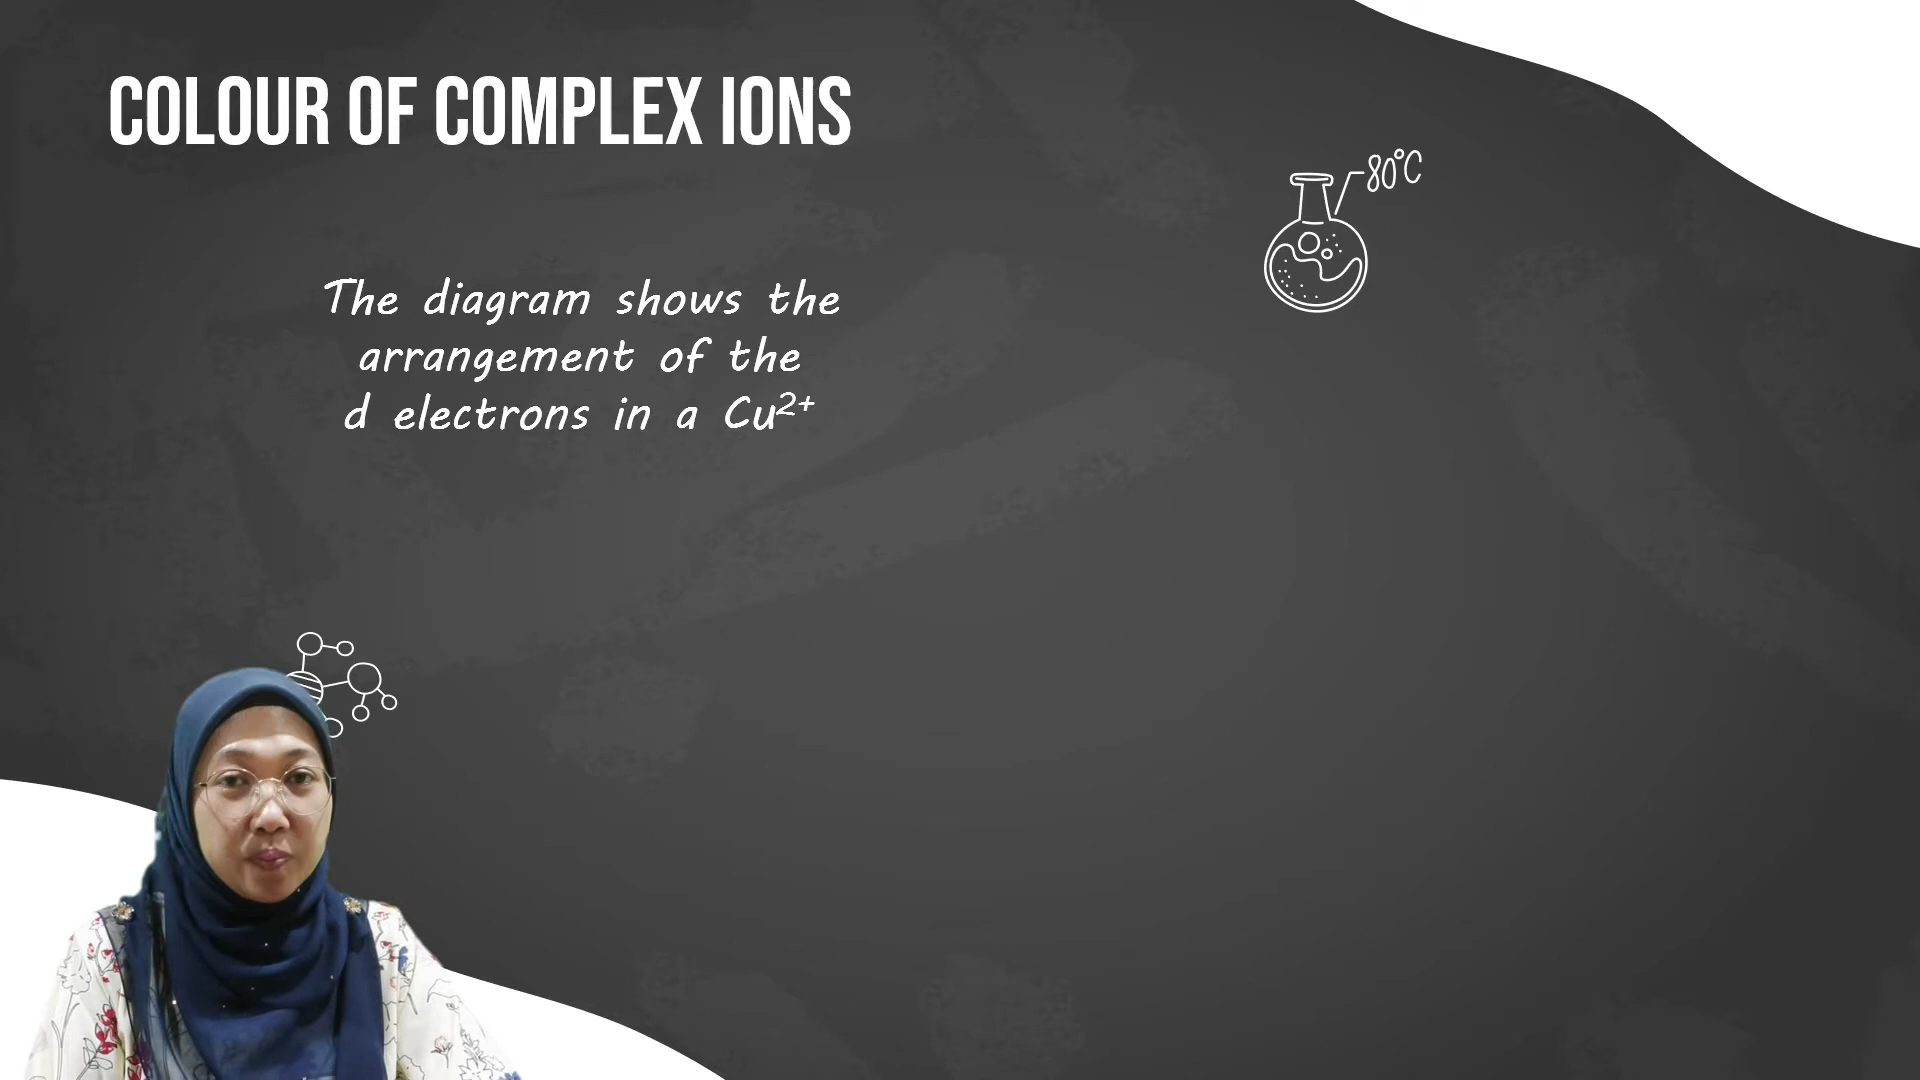 COLOUR OF COMPLEX IONS
80°C
The diagram shows the
arrangement of the
d electrons in a Cu²⁺